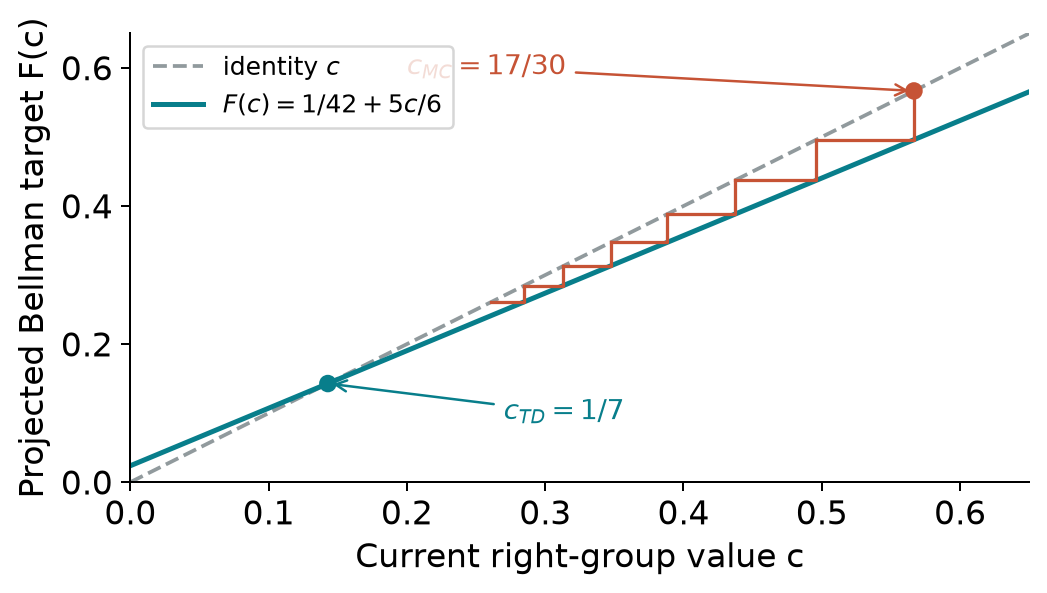 Projected Bellman target F(c)
0.6
0.4
0.2
0.0
identity c
F(c) = 1/42 + 5c/6
c_MC = 17/30
c_TD = 1/7
0.0 0.1 0.2 0.3 0.4 0.5 0.6
Current right-group value c